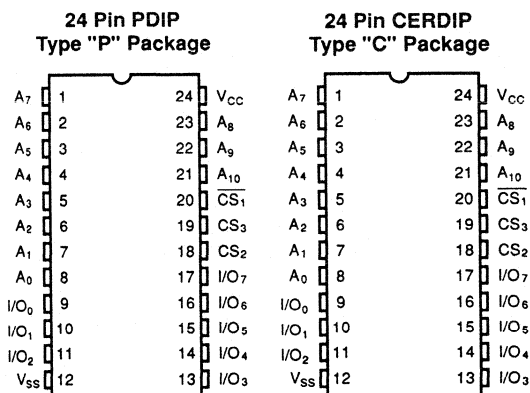 24 Pin PDIP
Type "P" Package
A7 1 24 VCC
A6 2 23 A8
A5 3 22 A9
A4 4 21 A10
A3 5 20 C̅S̅1̅
A2 6 19 CS3
A1 7 18 CS2
A0 8 17 I/O7
I/O0 9 16 I/O6
I/O1 10 15 I/O5
I/O2 11 14 I/O4
VSS 12 13 I/O3
24 Pin CERDIP
Type "C" Package
A7 1 24 VCC
A6 2 23 A8
A5 3 22 A9
A4 4 21 A10
A3 5 20 C̅S̅1̅
A2 6 19 CS3
A1 7 18 CS2
A0 8 17 I/O7
I/O0 9 16 I/O6
I/O1 10 15 I/O5
I/O2 11 14 I/O4
VSS 12 13 I/O3